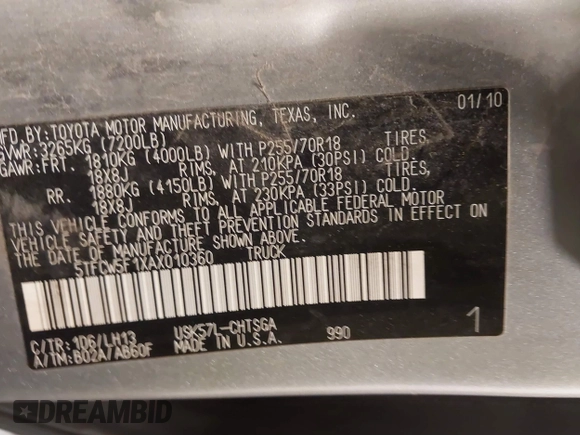 MFD. BY: TOYOTA MOTOR MANUFACTURING, TEXAS, INC. 01/10
GVWR: 3265KG (7200LB)
GAWR: FRT. 1810KG (4000LB) WITH P255/70R18 TIRES,
18X8J RIMS, AT 210KPA (30PSI) COLD.
RR. 1880KG (4150LB) WITH P255/70R18 TIRES,
18X8J RIMS, AT 230KPA (33PSI) COLD.
THIS VEHICLE CONFORMS TO ALL APPLICABLE FEDERAL MOTOR
VEHICLE SAFETY AND THEFT PREVENTION STANDARDS IN EFFECT ON
THE DATE OF MANUFACTURE SHOWN ABOVE.
5TFCW5F1XAX010360 TRUCK
C/TR: 1D6/LH13 USK57L-CHTSGA 990 1
A/TM: B02A/AB60F MADE IN U.S.A.
DREAMBID